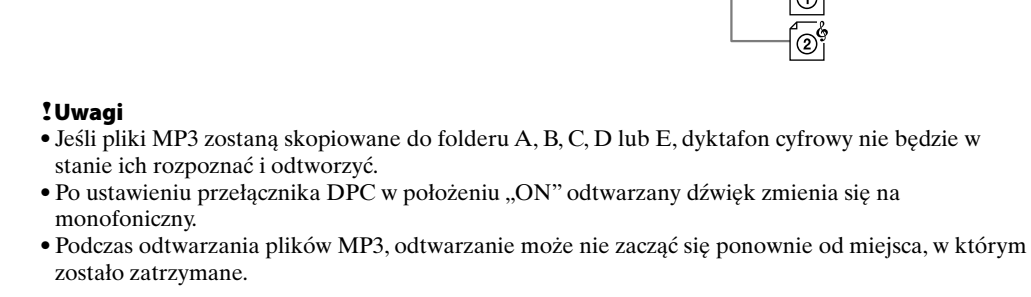 ①
②
!Uwagi
• Jeśli pliki MP3 zostaną skopiowane do folderu A, B, C, D lub E, dyktafon cyfrowy nie będzie w
stanie ich rozpoznać i odtworzyć.
• Po ustawieniu przełącznika DPC w położeniu „ON” odtwarzany dźwięk zmienia się na
monofoniczny.
• Podczas odtwarzania plików MP3, odtwarzanie może nie zacząć się ponownie od miejsca, w którym
zostało zatrzymane.